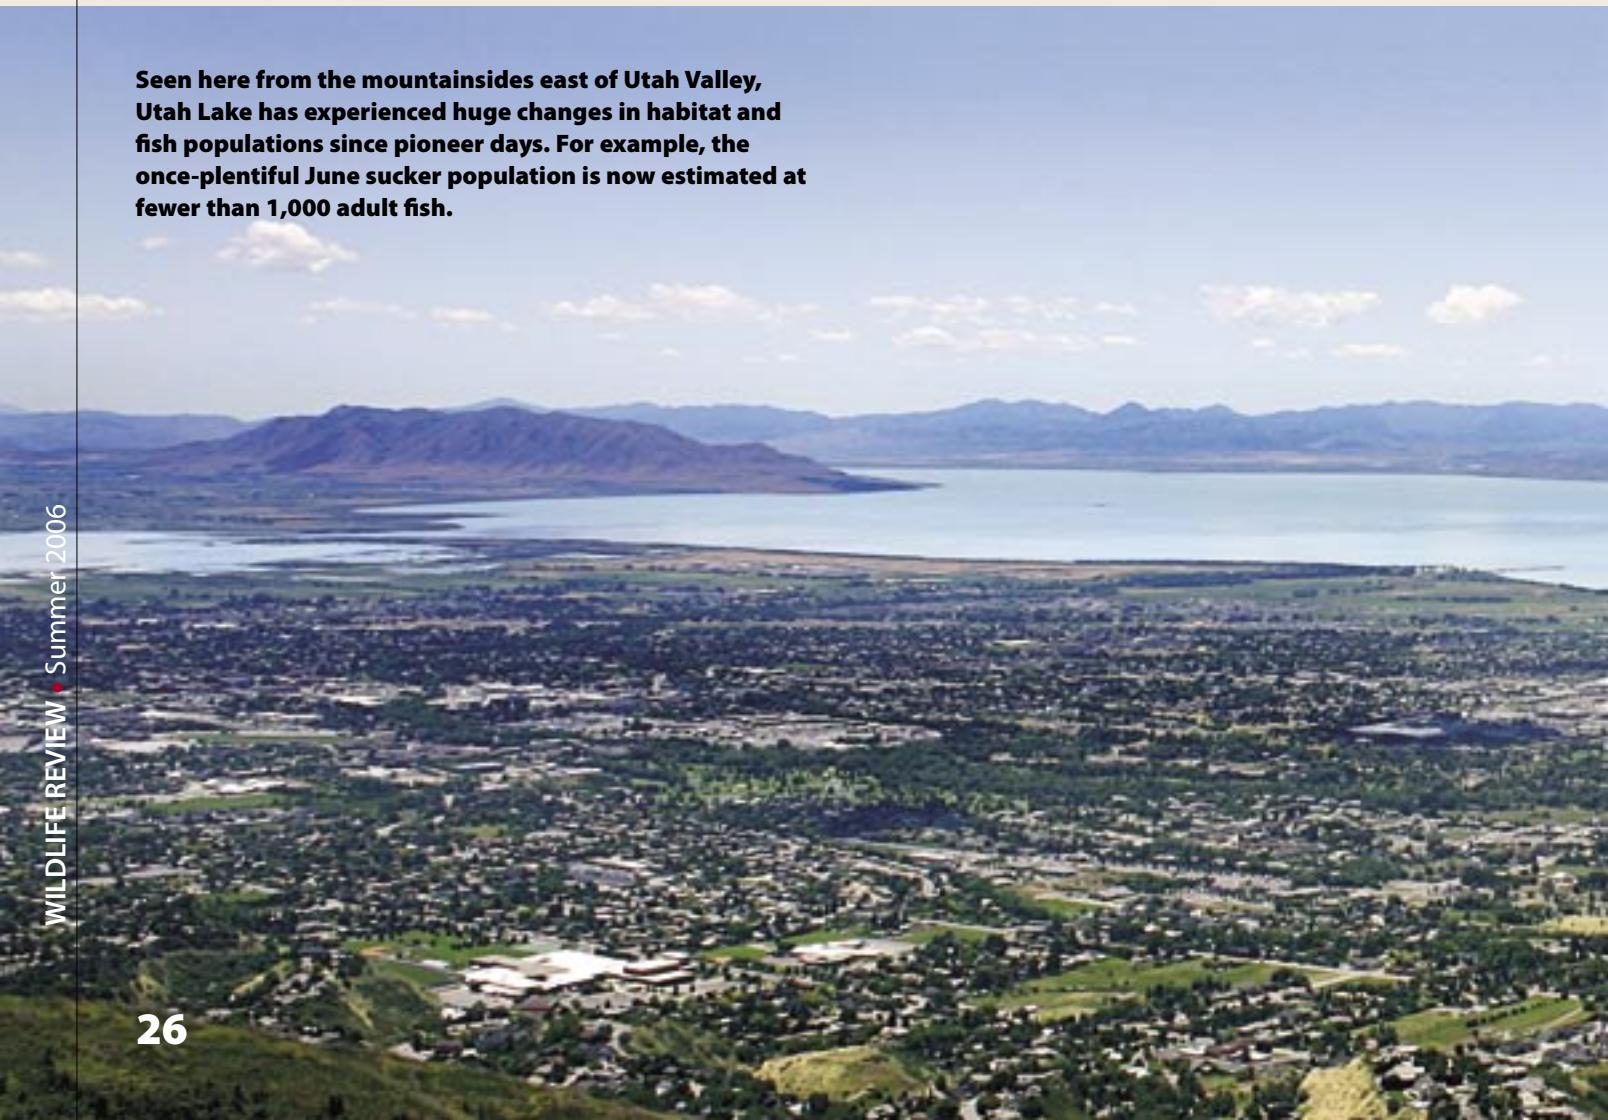 Seen here from the mountainsides east of Utah Valley,
Utah Lake has experienced huge changes in habitat and
fish populations since pioneer days. For example, the
once-plentiful June sucker population is now estimated at
fewer than 1,000 adult fish.
WILDLIFE REVIEW • Summer 2006
26